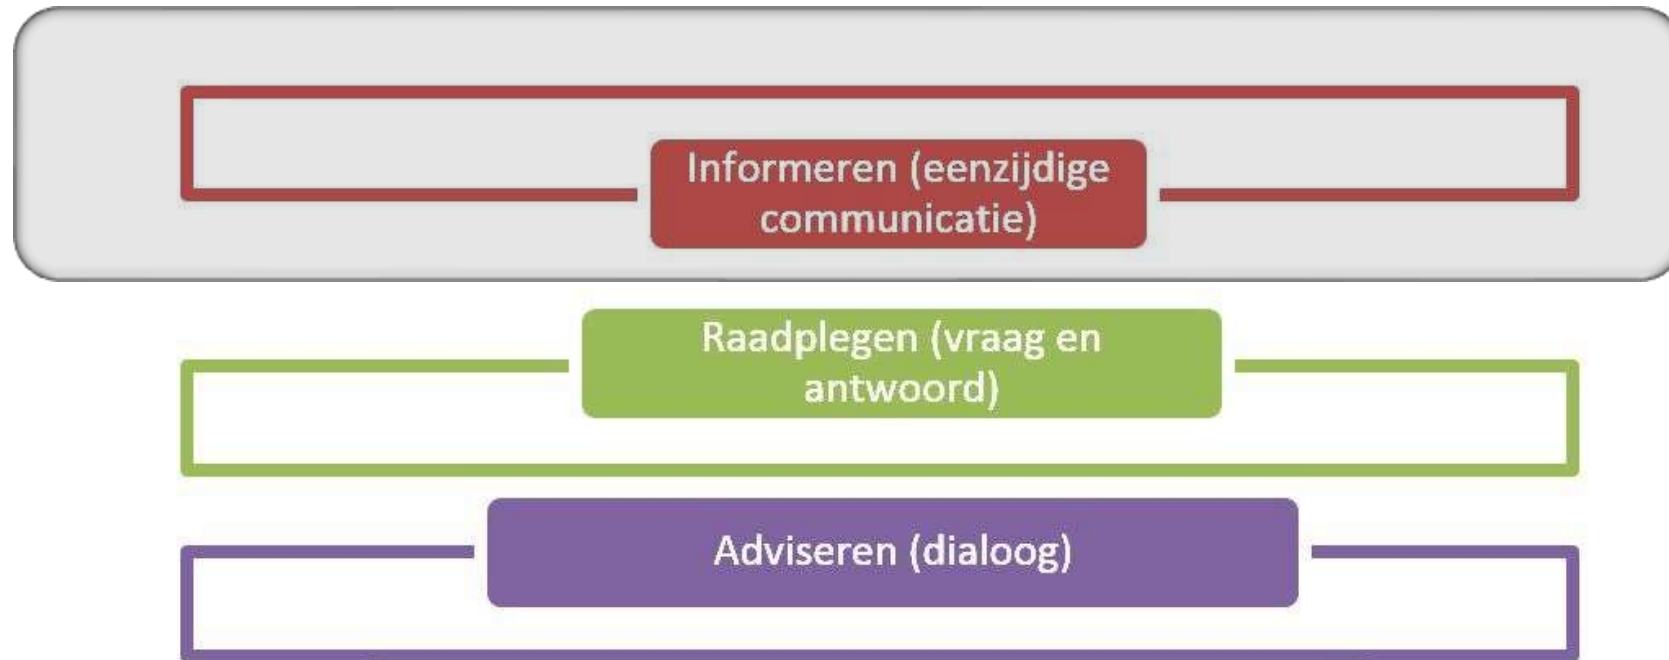 Informeren (eenzijdige
communicatie)
Raadplegen (vraag en
antwoord)
Adviseren (dialoog)